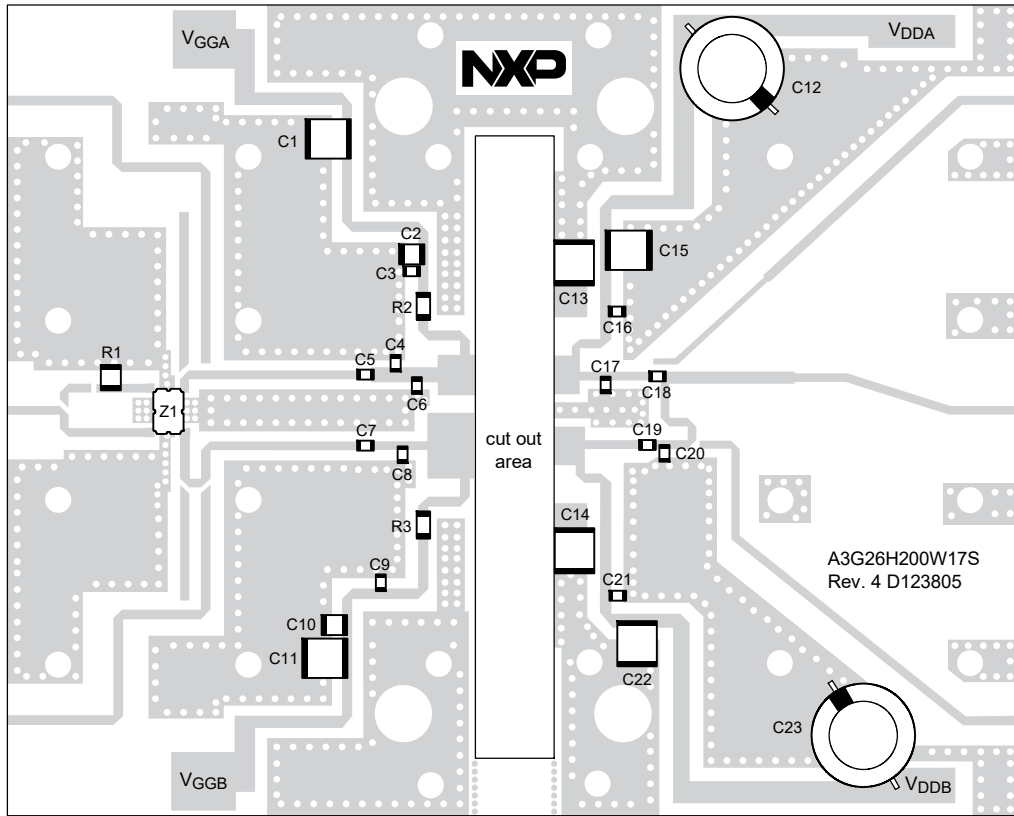 VGGA
NXP
VDDA
C12
C1
C2
C3
C15
C13
R2
C16
C4
C5
R1
C17
C6
C18
Z1
C7
C19
C8
C20
cut out
area
R3
C14
A3G26H200W17S
Rev. 4 D123805
C9
C21
C10
C11
C22
C23
VGGB
VDDB